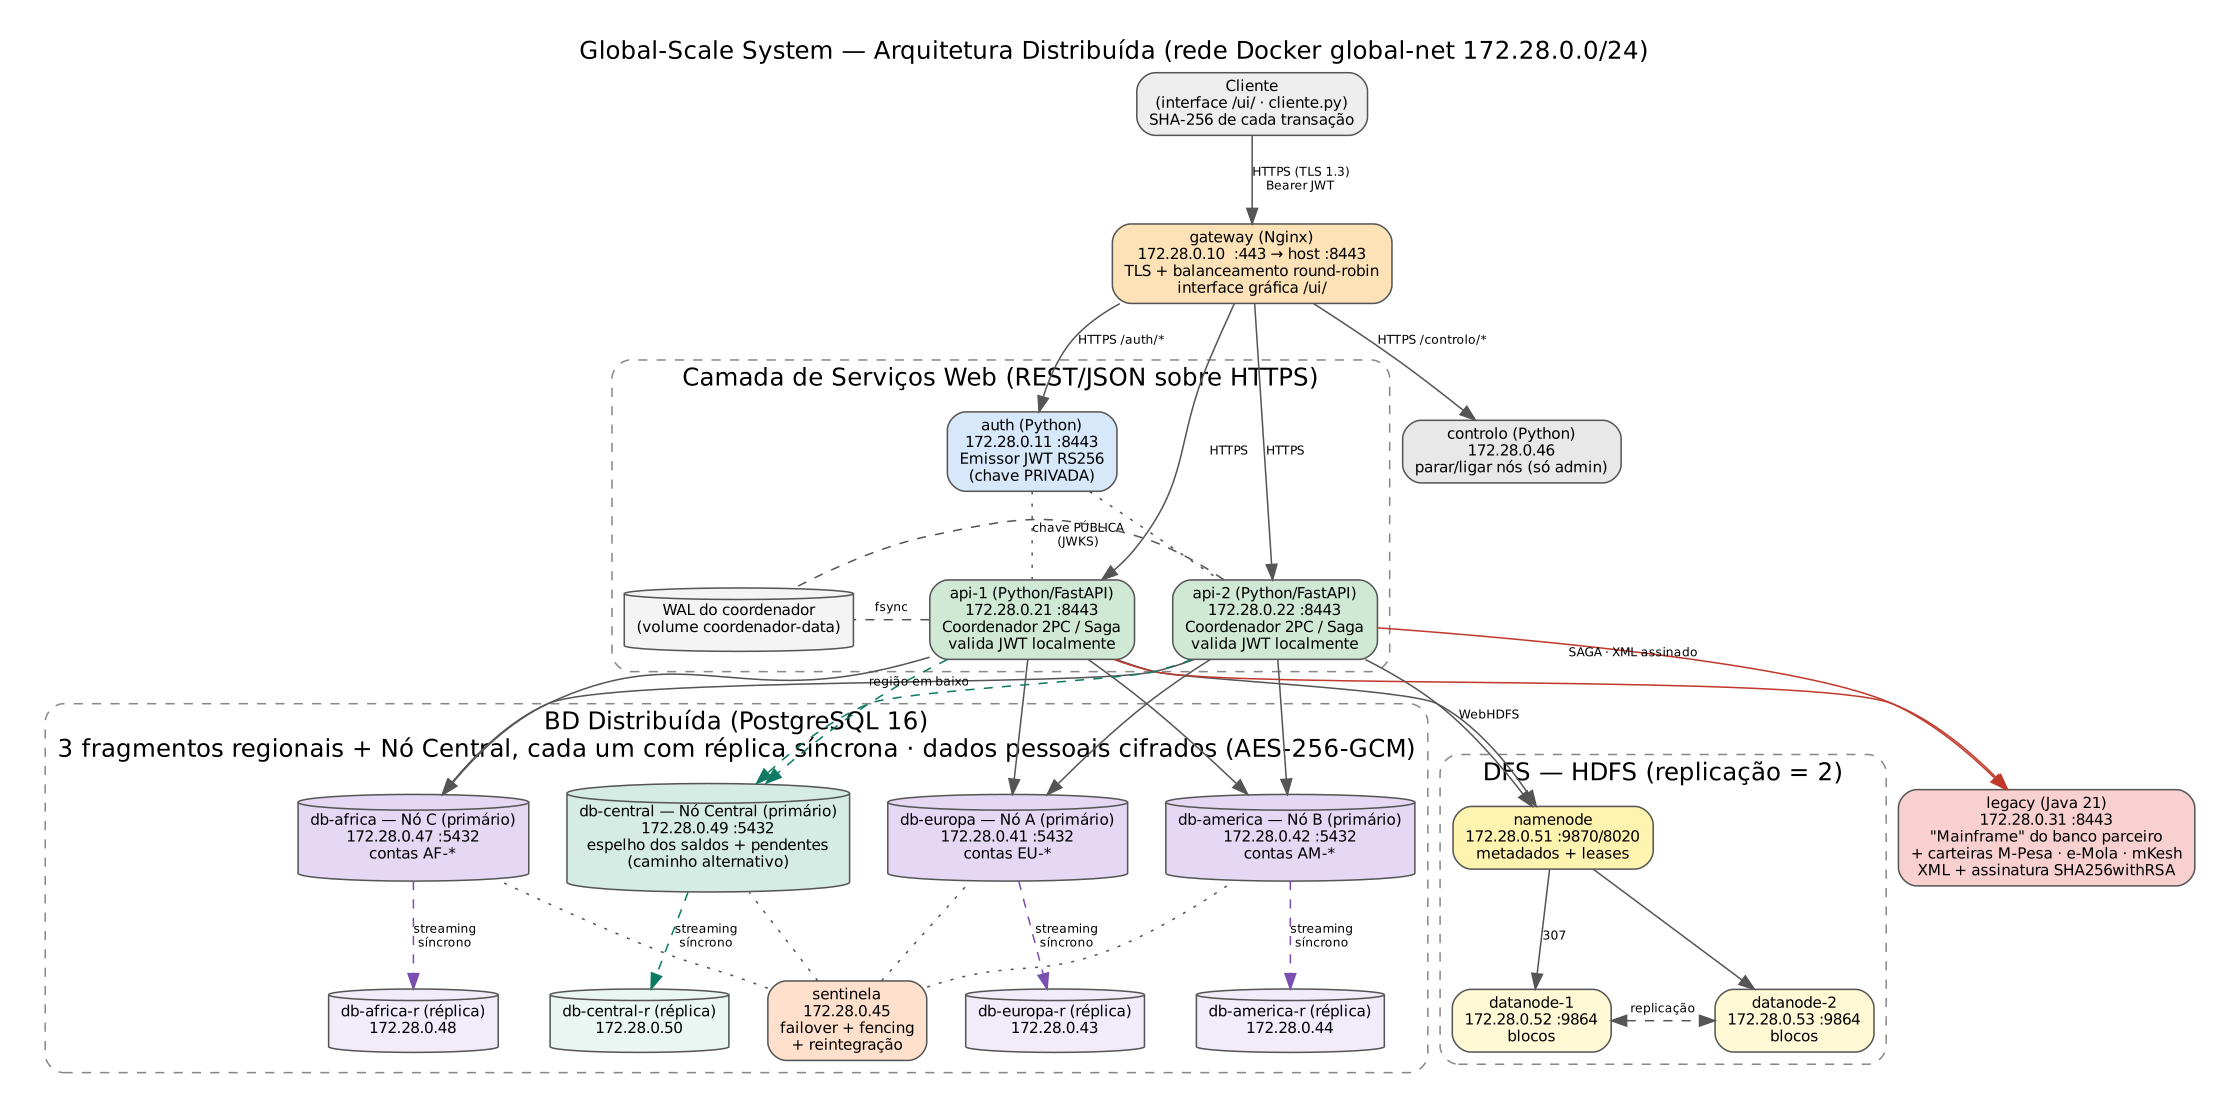 Global-Scale System — Arquitetura Distribuída (rede Docker global-net 172.28.0.0/24)
Cliente
(interface /ui/ · cliente.py)
SHA-256 de cada transação
HTTPS (TLS 1.3)
Bearer JWT
gateway (Nginx)
172.28.0.10  :443 → host :8443
TLS + balanceamento round-robin
interface gráfica /ui/
HTTPS /auth/*
HTTPS /controlo/*
Camada de Serviços Web (REST/JSON sobre HTTPS)
auth (Python)
172.28.0.11 :8443
Emissor JWT RS256
(chave PRIVADA)
HTTPS
HTTPS
controlo (Python)
172.28.0.46
parar/ligar nós (só admin)
chave PÚBLICA
(JWKS)
WAL do coordenador
(volume coordenador-data)
fsync
api-1 (Python/FastAPI)
172.28.0.21 :8443
Coordenador 2PC / Saga
valida JWT localmente
api-2 (Python/FastAPI)
172.28.0.22 :8443
Coordenador 2PC / Saga
valida JWT localmente
SAGA · XML assinado
região em baixo
WebHDFS
BD Distribuída (PostgreSQL 16)
3 fragmentos regionais + Nó Central, cada um com réplica síncrona · dados pessoais cifrados (AES-256-GCM)
DFS — HDFS (replicação = 2)
db-africa — Nó C (primário)
172.28.0.47 :5432
contas AF-*
db-central — Nó Central (primário)
172.28.0.49 :5432
espelho dos saldos + pendentes
(caminho alternativo)
db-europa — Nó A (primário)
172.28.0.41 :5432
contas EU-*
db-america — Nó B (primário)
172.28.0.42 :5432
contas AM-*
namenode
172.28.0.51 :9870/8020
metadados + leases
legacy (Java 21)
172.28.0.31 :8443
"Mainframe" do banco parceiro
+ carteiras M-Pesa · e-Mola · mKesh
XML + assinatura SHA256withRSA
streaming
síncrono
streaming
síncrono
streaming
síncrono
streaming
síncrono
307
db-africa-r (réplica)
172.28.0.48
db-central-r (réplica)
172.28.0.50
sentinela
172.28.0.45
failover + fencing
+ reintegração
db-europa-r (réplica)
172.28.0.43
db-america-r (réplica)
172.28.0.44
datanode-1
172.28.0.52 :9864
blocos
replicação
datanode-2
172.28.0.53 :9864
blocos